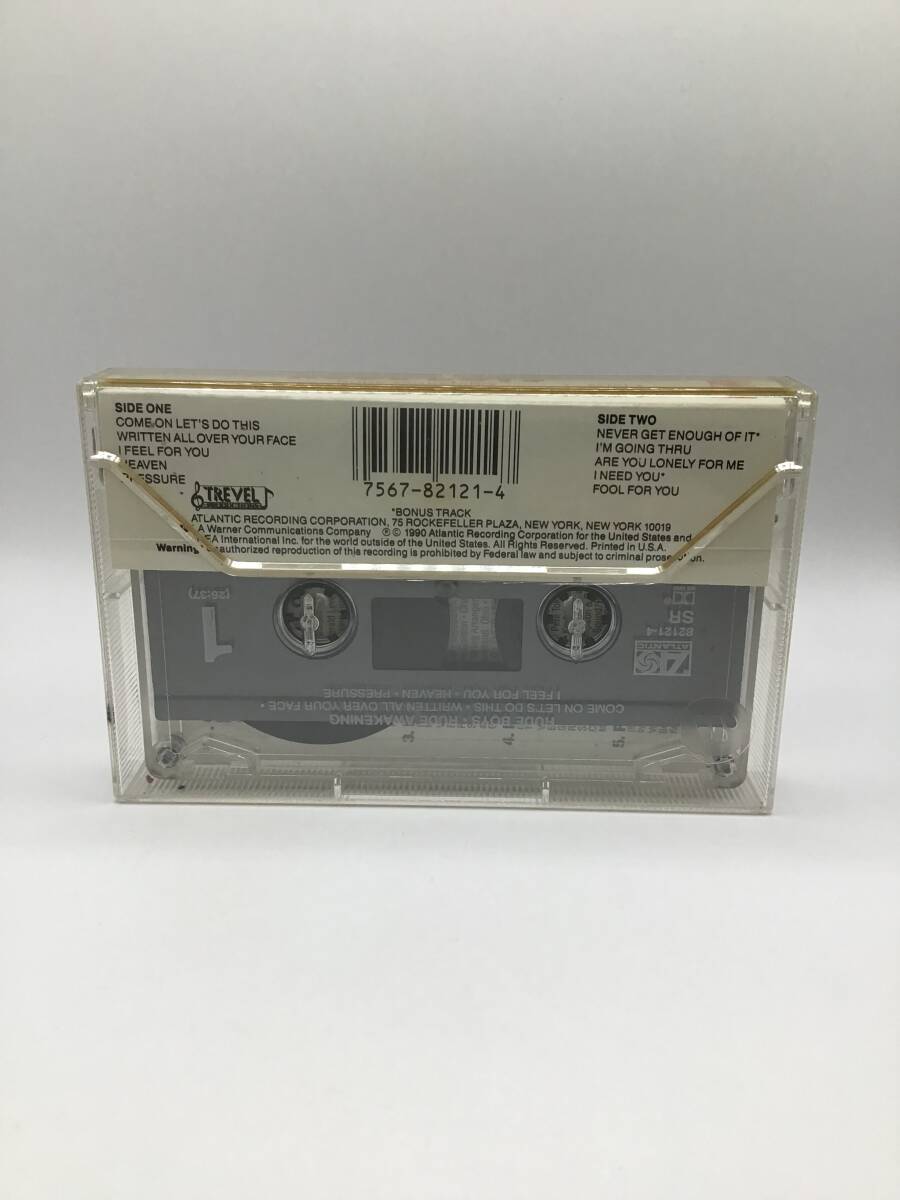 SIDE ONE
COME ON LET'S DO THIS
WRITTEN ALL OVER YOUR FACE
I FEEL FOR YOU
HEAVEN
PRESSURE
TREVEL
7567-82121-4
SIDE TWO
NEVER GET ENOUGH OF IT*
I'M GOING THRU
ARE YOU LONELY FOR ME
I NEED YOU*
FOOL FOR YOU
*BONUS TRACK
ATLANTIC RECORDING CORPORATION, 75 ROCKEFELLER PLAZA, NEW YORK, NEW YORK 10019
A Warner Communications Company ℗© 1990 Atlantic Recording Corporation for the United States and
WEA International Inc. for the world outside of the United States. All Rights Reserved. Printed in U.S.A.
Warning: Unauthorized reproduction of this recording is prohibited by Federal law and subject to criminal prosecution.
RUDE BOYS • RUDE AWAKENING
COME ON LET'S DO THIS • WRITTEN ALL OVER YOUR FACE •
I FEEL FOR YOU • HEAVEN • PRESSURE
ATLANTIC
82121-4
SR
1
(25:37)
3.
4.
5.